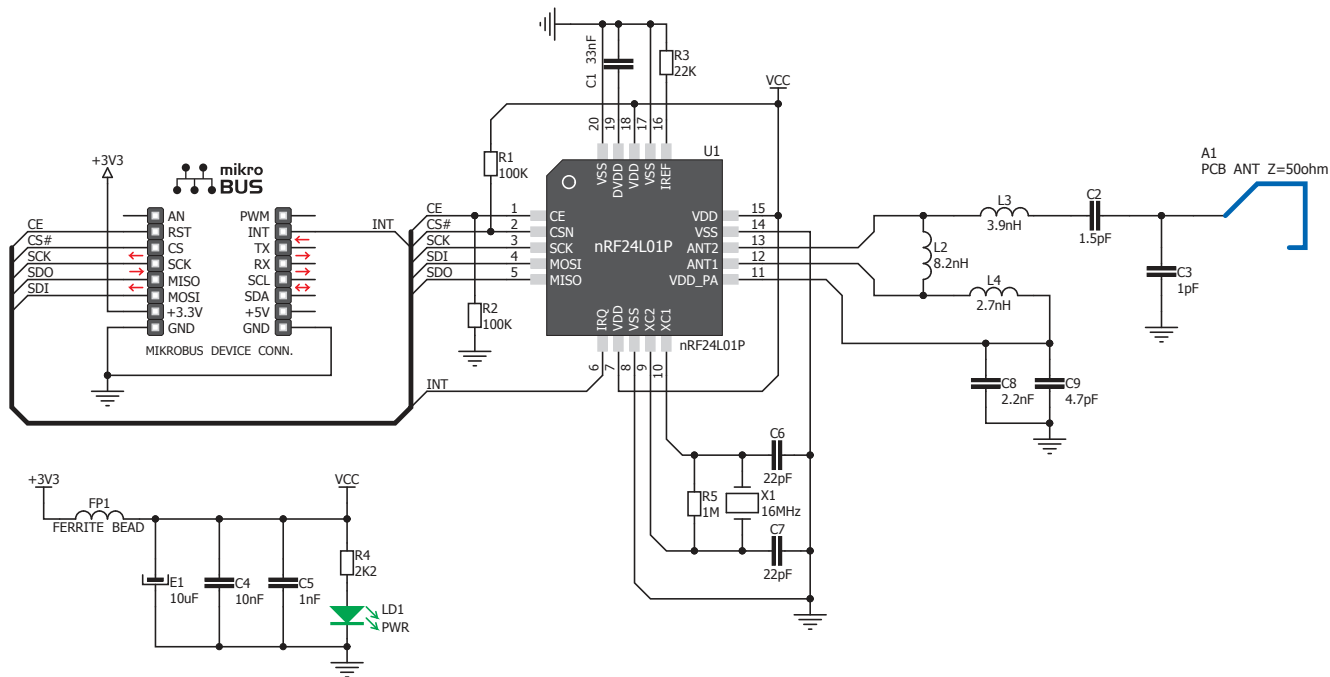 C1 33nF
R3
22K
VCC
20
19
18
17
16
VSS
DVDD
VDD
VSS
IREF
U1
R1
100K
+3V3
mikro
BUS
AN
RST
CS
SCK
MISO
MOSI
+3.3V
GND
PWM
INT
TX
RX
SCL
SDA
+5V
GND
MIKROBUS DEVICE CONN.
CE
CS#
SCK
SDO
SDI
INT
CE
CS#
SCK
SDI
SDO
1
2
3
4
5
CE
CSN
SCK
MOSI
MISO
nRF24L01P
VDD
VSS
ANT2
ANT1
VDD_PA
15
14
13
12
11
IRQ
VDD
VSS
XC2
XC1
nRF24L01P
6
7
8
9
10
R2
100K
INT
A1
PCB ANT Z=50ohm
L3
3.9nH
C2
1.5pF
L2
8.2nH
C3
1pF
L4
2.7nH
C8
2.2nF
C9
4.7pF
C6
22pF
R5
1M
X1
16MHz
C7
22pF
+3V3
FP1
FERRITE BEAD
VCC
E1
10uF
C4
10nF
C5
1nF
R4
2K2
LD1
PWR